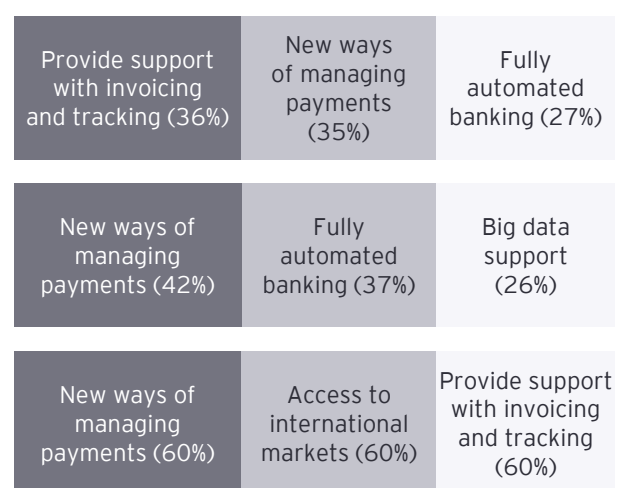 Provide support
with invoicing
and tracking (36%)
New ways
of managing
payments
(35%)
Fully
automated
banking (27%)
New ways of
managing
payments (42%)
Fully
automated
banking (37%)
Big data
support
(26%)
New ways of
managing
payments (60%)
Access to
international
markets (60%)
Provide support
with invoicing
and tracking
(60%)